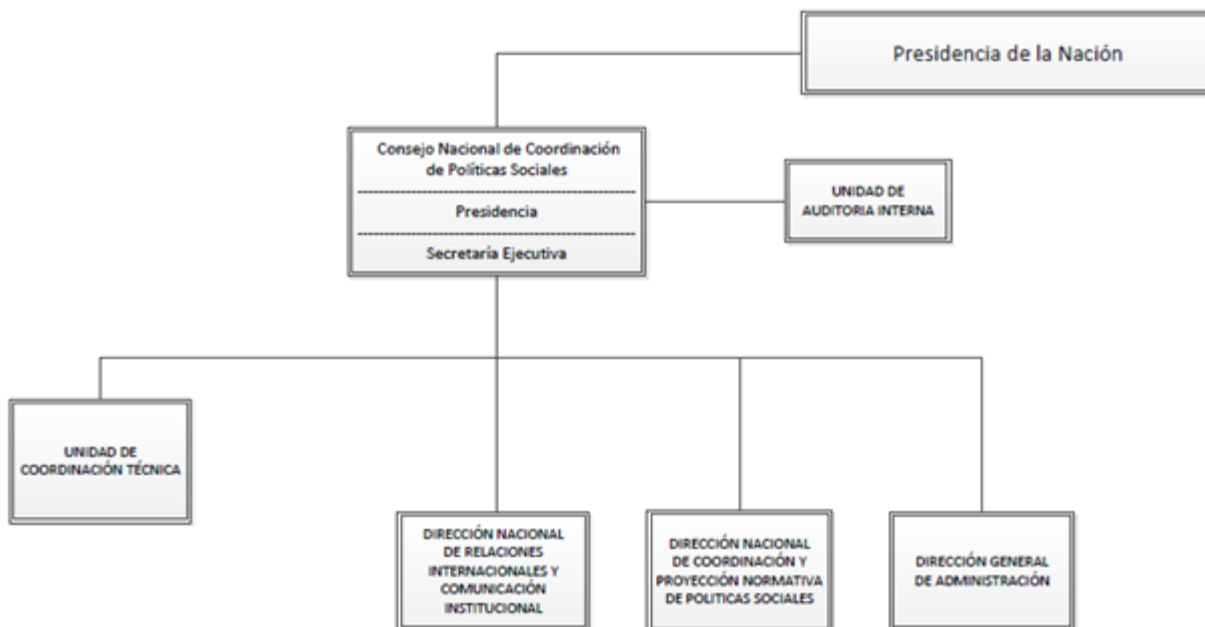 Presidencia de la Nación
Consejo Nacional de Coordinación
de Políticas Sociales
Presidencia
Secretaría Ejecutiva
UNIDAD DE
AUDITORIA INTERNA
UNIDAD DE
COORDINACIÓN TÉCNICA
DIRECCIÓN NACIONAL
DE RELACIONES
INTERNACIONALES Y
COMUNICACIÓN
INSTITUCIONAL
DIRECCIÓN NACIONAL
DE COORDINACIÓN Y
PROYECCIÓN NORMATIVA
DE POLITICAS SOCIALES
DIRECCIÓN GENERAL
DE ADMINISTRACIÓN